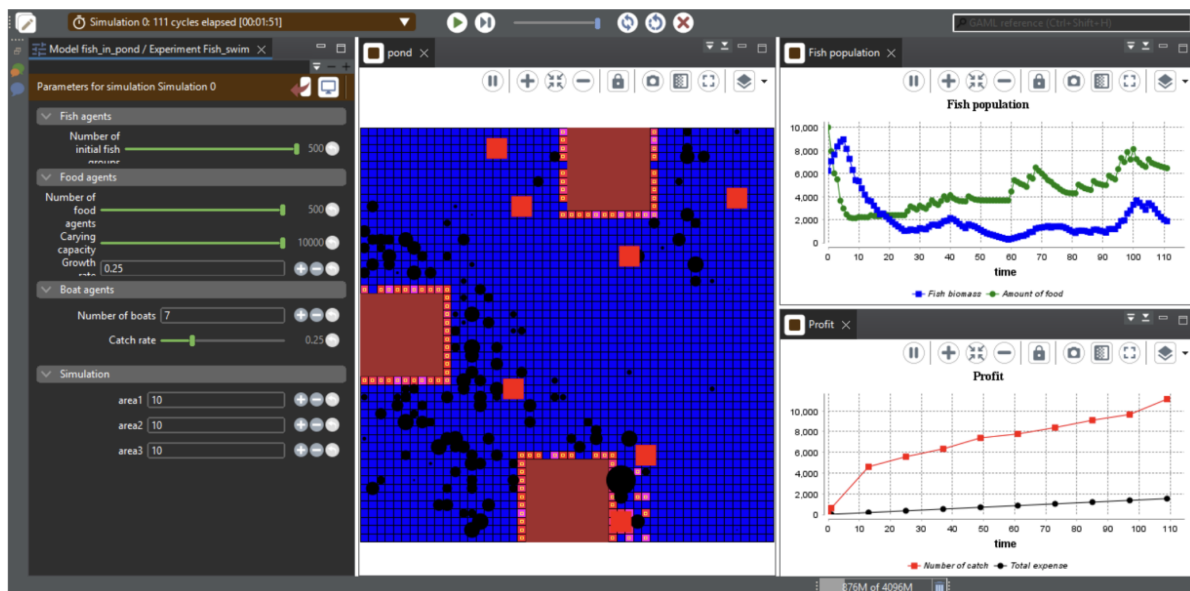 Simulation 0: 111 cycles elapsed [00:01:51]
GAML reference (Ctrl+Shift+H)
Model fish_in_pond / Experiment Fish_swim
Parameters for simulation Simulation 0
Fish agents
Number of
initial fish
500
Food agents
Number of
food
agents
500
Carying
capacity
10000
Growth
0.25
Boat agents
Number of boats 7
Catch rate 0.25
Simulation
area1 10
area2 10
area3 10
pond
Fish population
Fish population
10,000
8,000
6,000
4,000
2,000
0
0 10 20 30 40 50 60 70 80 90 100 110
time
Fish biomass Amount of food
Profit
Profit
10,000
8,000
6,000
4,000
2,000
0
0 10 20 30 40 50 60 70 80 90 100 110
time
Number of catch Total expense
876M of 4096M